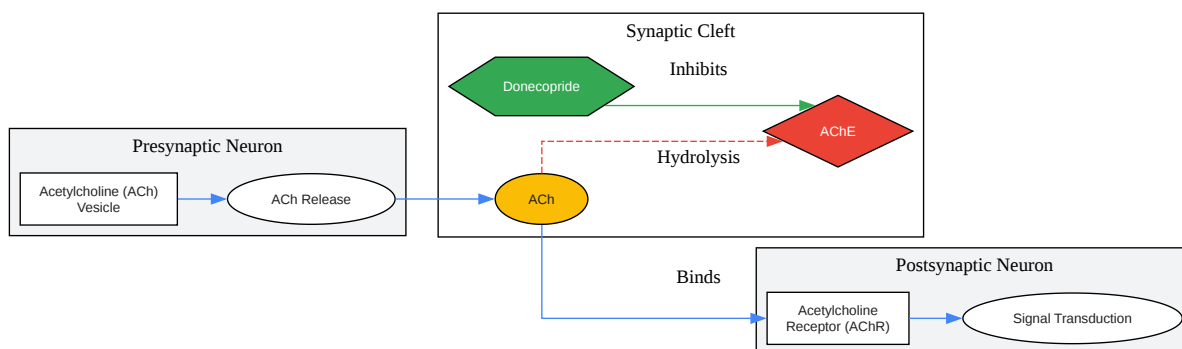 Synaptic Cleft
Inhibits
Donecopride
AChE
Hydrolysis
Presynaptic Neuron
Acetylcholine (ACh)
Vesicle
ACh Release
ACh
Binds
Postsynaptic Neuron
Acetylcholine
Receptor (AChR)
Signal Transduction